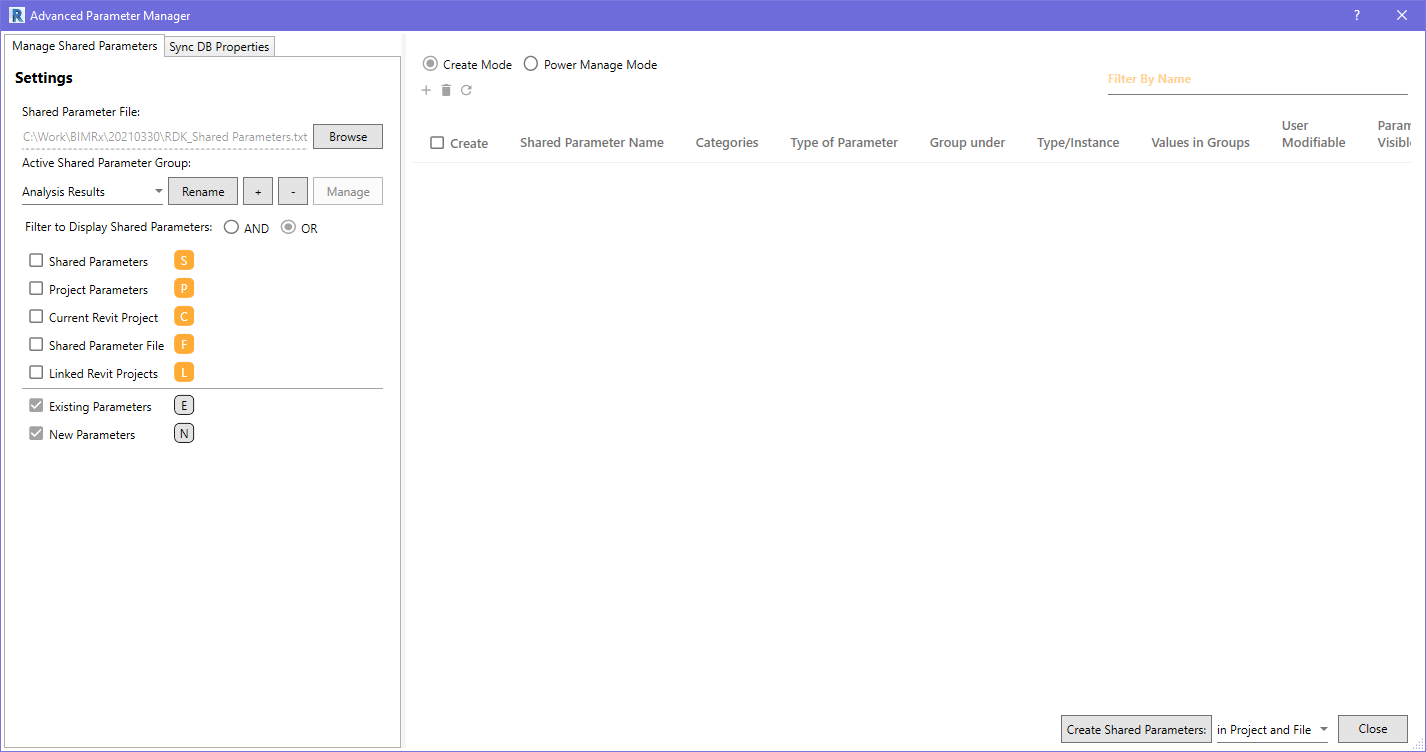 Advanced Parameter Manager
?
Manage Shared Parameters
Sync DB Properties
Settings
Shared Parameter File:
C:\Work\BIMRx\20210330\RDK_Shared Parameters.txt
Browse
Active Shared Parameter Group:
Analysis Results
Rename
+
-
Manage
Filter to Display Shared Parameters:
AND
OR
Shared Parameters
S
Project Parameters
P
Current Revit Project
C
Shared Parameter File
F
Linked Revit Projects
L
Existing Parameters
E
New Parameters
N
Create Mode
Power Manage Mode
Filter By Name
Create
Shared Parameter Name
Categories
Type of Parameter
Group under
Type/Instance
Values in Groups
User
Modifiable
Param
Visible
Create Shared Parameters:
in Project and File
Close